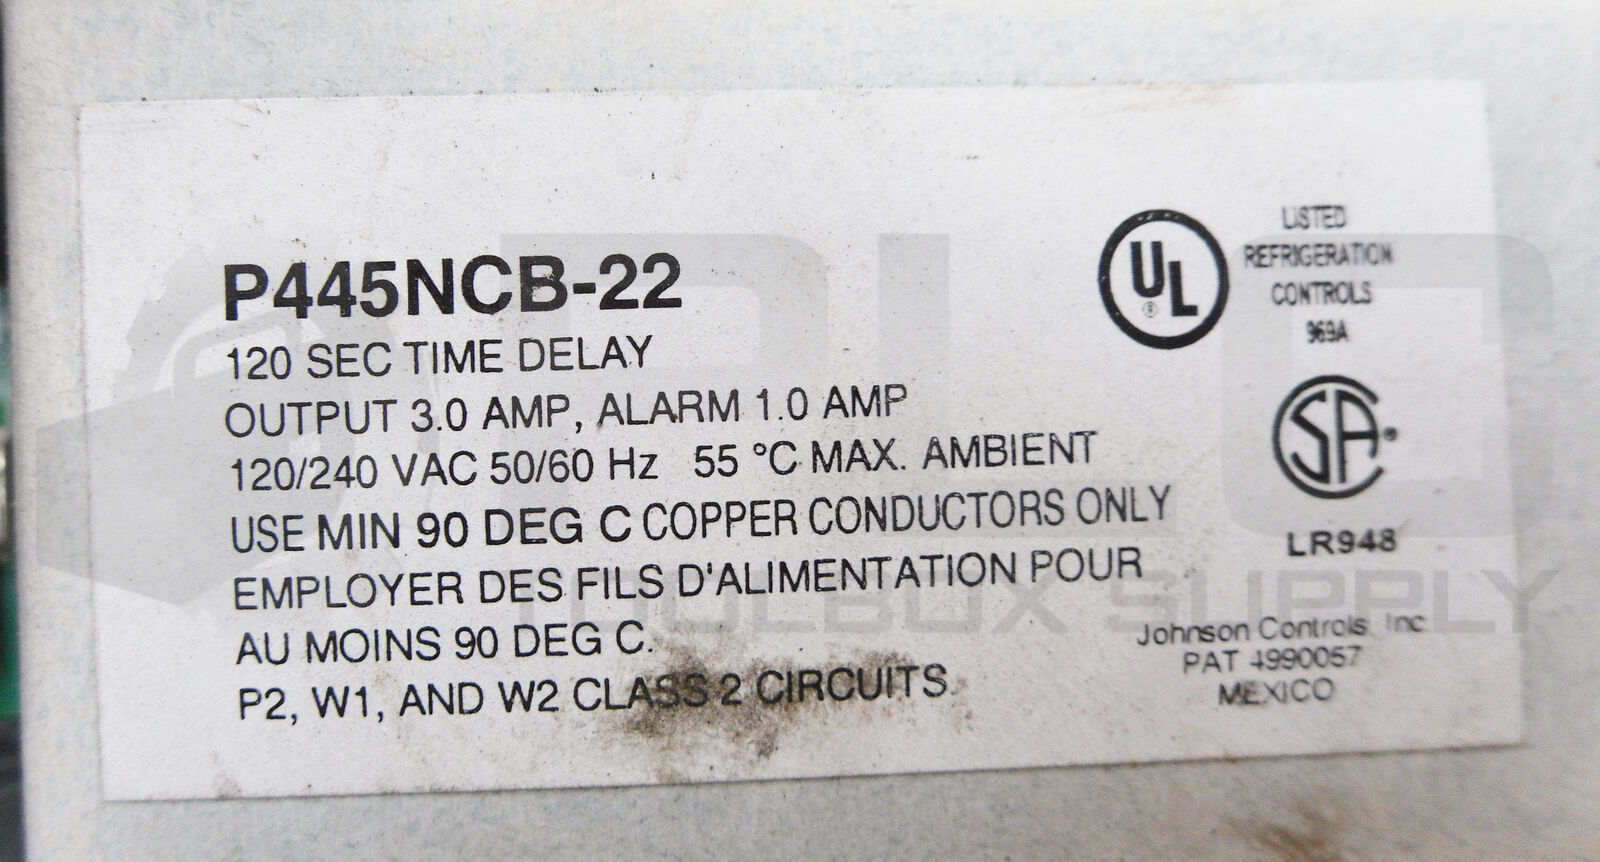 P445NCB-22
120 SEC TIME DELAY
OUTPUT 3.0 AMP, ALARM 1.0 AMP
120/240 VAC 50/60 Hz 55 °C MAX. AMBIENT
USE MIN 90 DEG C COPPER CONDUCTORS ONLY
EMPLOYER DES FILS D'ALIMENTATION POUR
AU MOINS 90 DEG C.
P2, W1, AND W2 CLASS 2 CIRCUITS.
UL
®
LISTED
REFRIGERATION
CONTROLS
969A
SA®
LR948
Johnson Controls, Inc
PAT 4990057
MEXICO
PLC
TOOLBOX SUPPLY